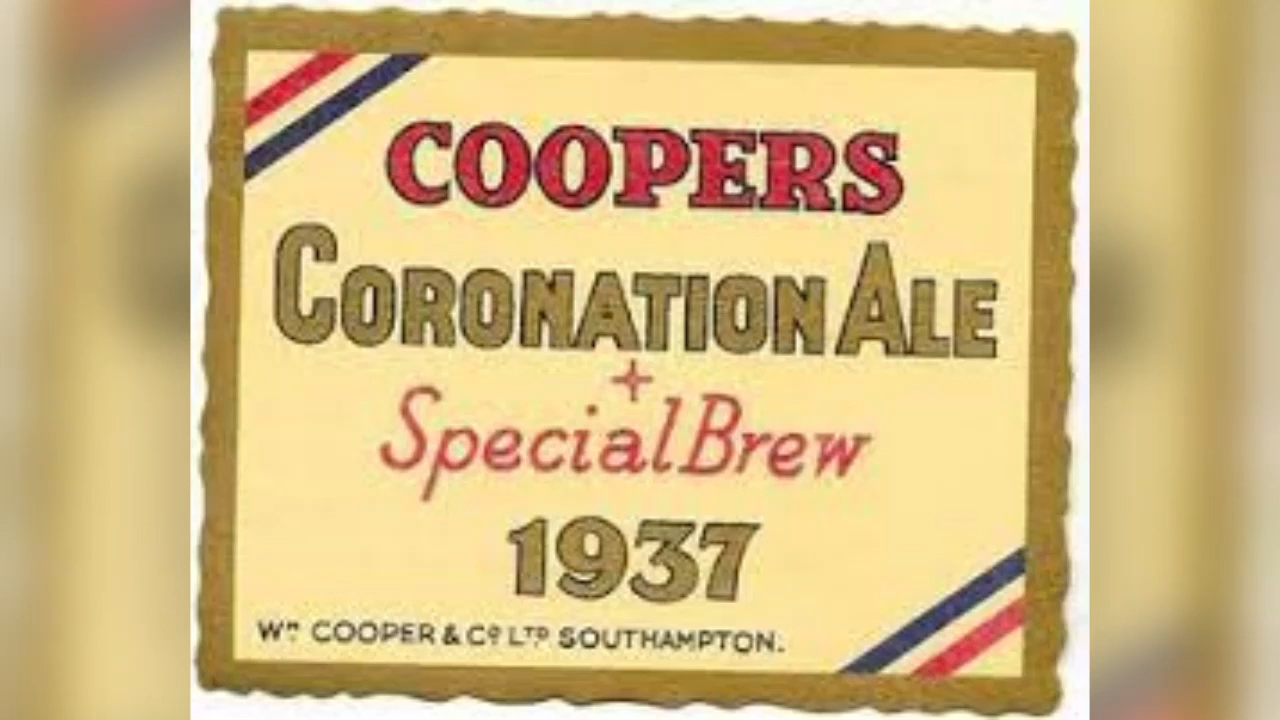 COOPERS
CORONATION ALE
Special Brew
1937
Wm COOPER & Co LTD SOUTHAMPTON.